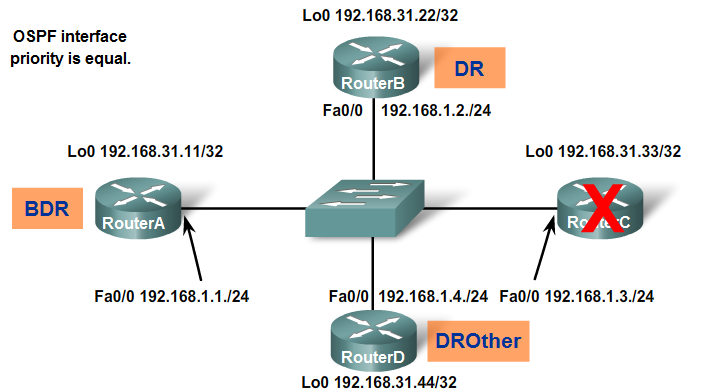 Lo0 192.168.31.22/32
OSPF interface
priority is equal.
RouterB
DR
Fa0/0 192.168.1.2./24
Lo0 192.168.31.11/32
Lo0 192.168.31.33/32
BDR
RouterA
RouterC
Fa0/0 192.168.1.1./24
Fa0/0 192.168.1.4./24
Fa0/0 192.168.1.3./24
RouterD
DROther
Lo0 192.168.31.44/32